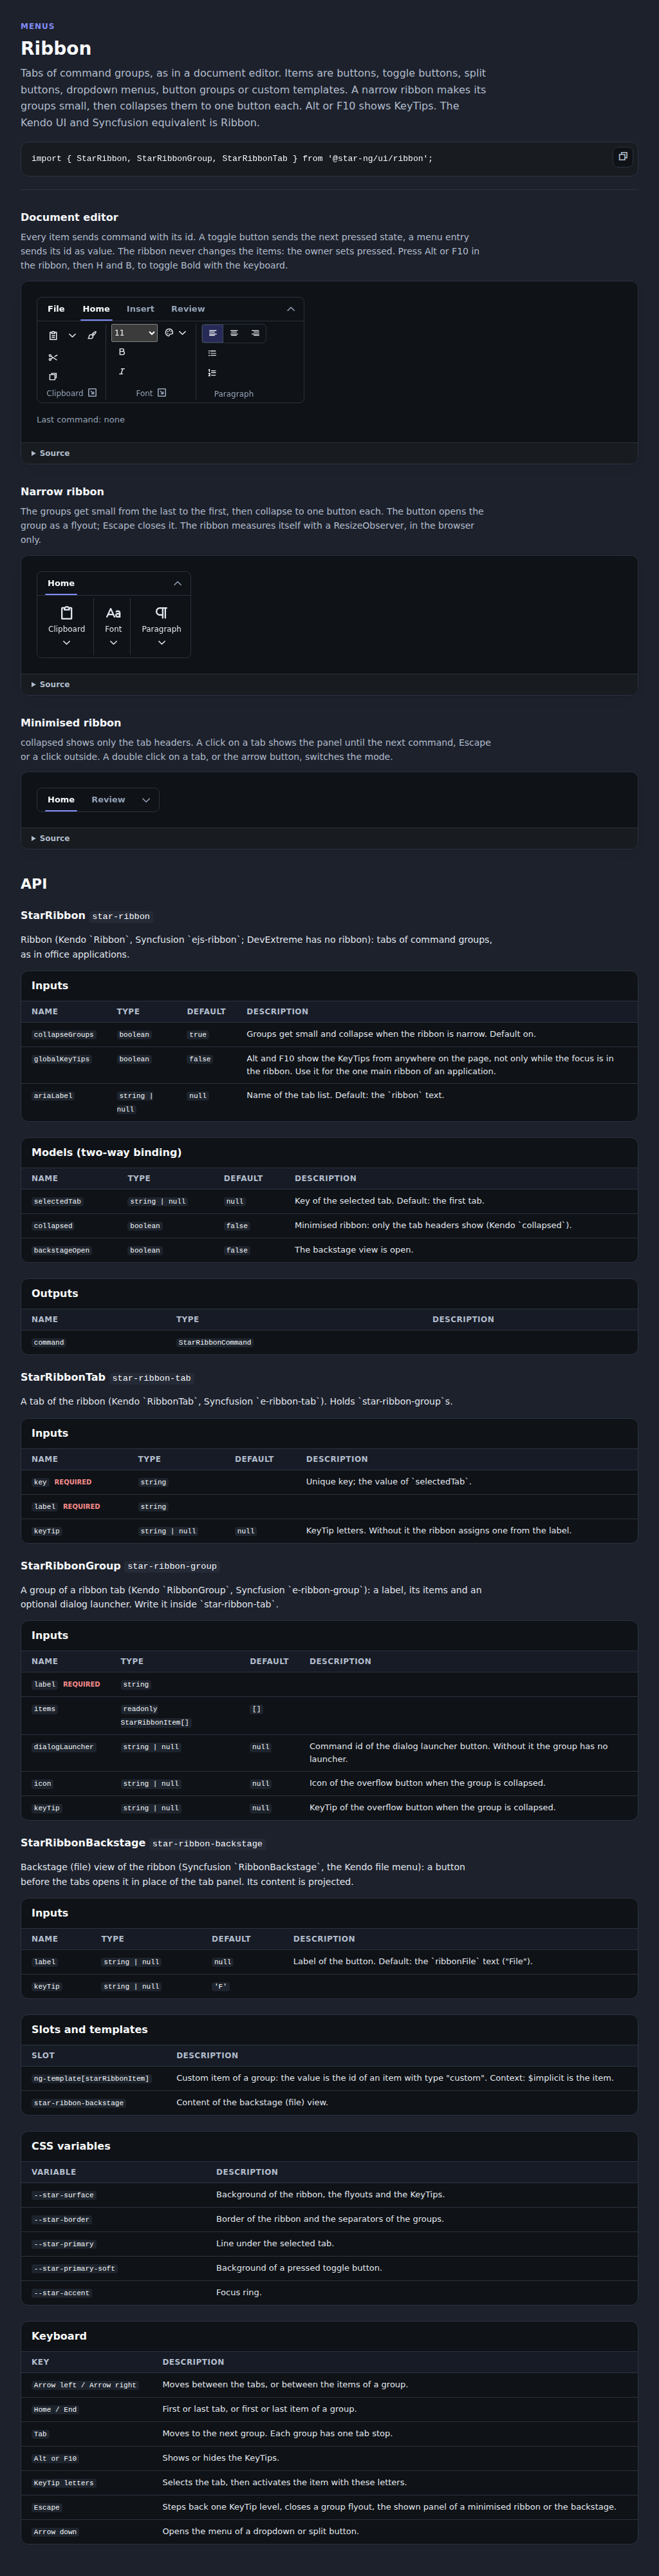 MENUS
Ribbon
Tabs of command groups, as in a document editor. Items are buttons, toggle buttons, split
buttons, dropdown menus, button groups or custom templates. A narrow ribbon makes its
groups small, then collapses them to one button each. Alt or F10 shows KeyTips. The
Kendo UI and Syncfusion equivalent is Ribbon.
import { StarRibbon, StarRibbonGroup, StarRibbonTab } from '@star-ng/ui/ribbon';
Document editor
Every item sends command with its id. A toggle button sends the next pressed state, a menu entry
sends its id as value. The ribbon never changes the items: the owner sets pressed. Press Alt or F10 in
the ribbon, then H and B, to toggle Bold with the keyboard.
File Home Insert Review
11
B
I
Clipboard Font Paragraph
Last command: none
Source
Narrow ribbon
The groups get small from the last to the first, then collapse to one button each. The button opens the
group as a flyout; Escape closes it. The ribbon measures itself with a ResizeObserver, in the browser
only.
Home
Aa
Clipboard Font Paragraph
Source
Minimised ribbon
collapsed shows only the tab headers. A click on a tab shows the panel until the next command, Escape
or a click outside. A double click on a tab, or the arrow button, switches the mode.
Home Review
Source
API
StarRibbon star-ribbon
Ribbon (Kendo `Ribbon`, Syncfusion `ejs-ribbon`; DevExtreme has no ribbon): tabs of command groups,
as in office applications.
Inputs
NAME TYPE DEFAULT DESCRIPTION
collapseGroups boolean true Groups get small and collapse when the ribbon is narrow. Default on.
globalKeyTips boolean false Alt and F10 show the KeyTips from anywhere on the page, not only while the focus is in
the ribbon. Use it for the one main ribbon of an application.
ariaLabel string | null Name of the tab list. Default: the `ribbon` text.
null
Models (two-way binding)
NAME TYPE DEFAULT DESCRIPTION
selectedTab string | null null Key of the selected tab. Default: the first tab.
collapsed boolean false Minimised ribbon: only the tab headers show (Kendo `collapsed`).
backstageOpen boolean false The backstage view is open.
Outputs
NAME TYPE DESCRIPTION
command StarRibbonCommand
StarRibbonTab star-ribbon-tab
A tab of the ribbon (Kendo `RibbonTab`, Syncfusion `e-ribbon-tab`). Holds `star-ribbon-group`s.
Inputs
NAME TYPE DEFAULT DESCRIPTION
key REQUIRED string Unique key; the value of `selectedTab`.
label REQUIRED string
keyTip string | null null KeyTip letters. Without it the ribbon assigns one from the label.
StarRibbonGroup star-ribbon-group
A group of a ribbon tab (Kendo `RibbonGroup`, Syncfusion `e-ribbon-group`): a label, its items and an
optional dialog launcher. Write it inside `star-ribbon-tab`.
Inputs
NAME TYPE DEFAULT DESCRIPTION
label REQUIRED string
items readonly []
StarRibbonItem[]
dialogLauncher string | null null Command id of the dialog launcher button. Without it the group has no
launcher.
icon string | null null Icon of the overflow button when the group is collapsed.
keyTip string | null null KeyTip of the overflow button when the group is collapsed.
StarRibbonBackstage star-ribbon-backstage
Backstage (file) view of the ribbon (Syncfusion `RibbonBackstage`, the Kendo file menu): a button
before the tabs opens it in place of the tab panel. Its content is projected.
Inputs
NAME TYPE DEFAULT DESCRIPTION
label string | null null Label of the button. Default: the `ribbonFile` text ("File").
keyTip string | null 'F'
Slots and templates
SLOT DESCRIPTION
ng-template[starRibbonItem] Custom item of a group: the value is the id of an item with type "custom". Context: $implicit is the item.
star-ribbon-backstage Content of the backstage (file) view.
CSS variables
VARIABLE DESCRIPTION
--star-surface Background of the ribbon, the flyouts and the KeyTips.
--star-border Border of the ribbon and the separators of the groups.
--star-primary Line under the selected tab.
--star-primary-soft Background of a pressed toggle button.
--star-accent Focus ring.
Keyboard
KEY DESCRIPTION
Arrow left / Arrow right Moves between the tabs, or between the items of a group.
Home / End First or last tab, or first or last item of a group.
Tab Moves to the next group. Each group has one tab stop.
Alt or F10 Shows or hides the KeyTips.
KeyTip letters Selects the tab, then activates the item with these letters.
Escape Steps back one KeyTip level, closes a group flyout, the shown panel of a minimised ribbon or the backstage.
Arrow down Opens the menu of a dropdown or split button.